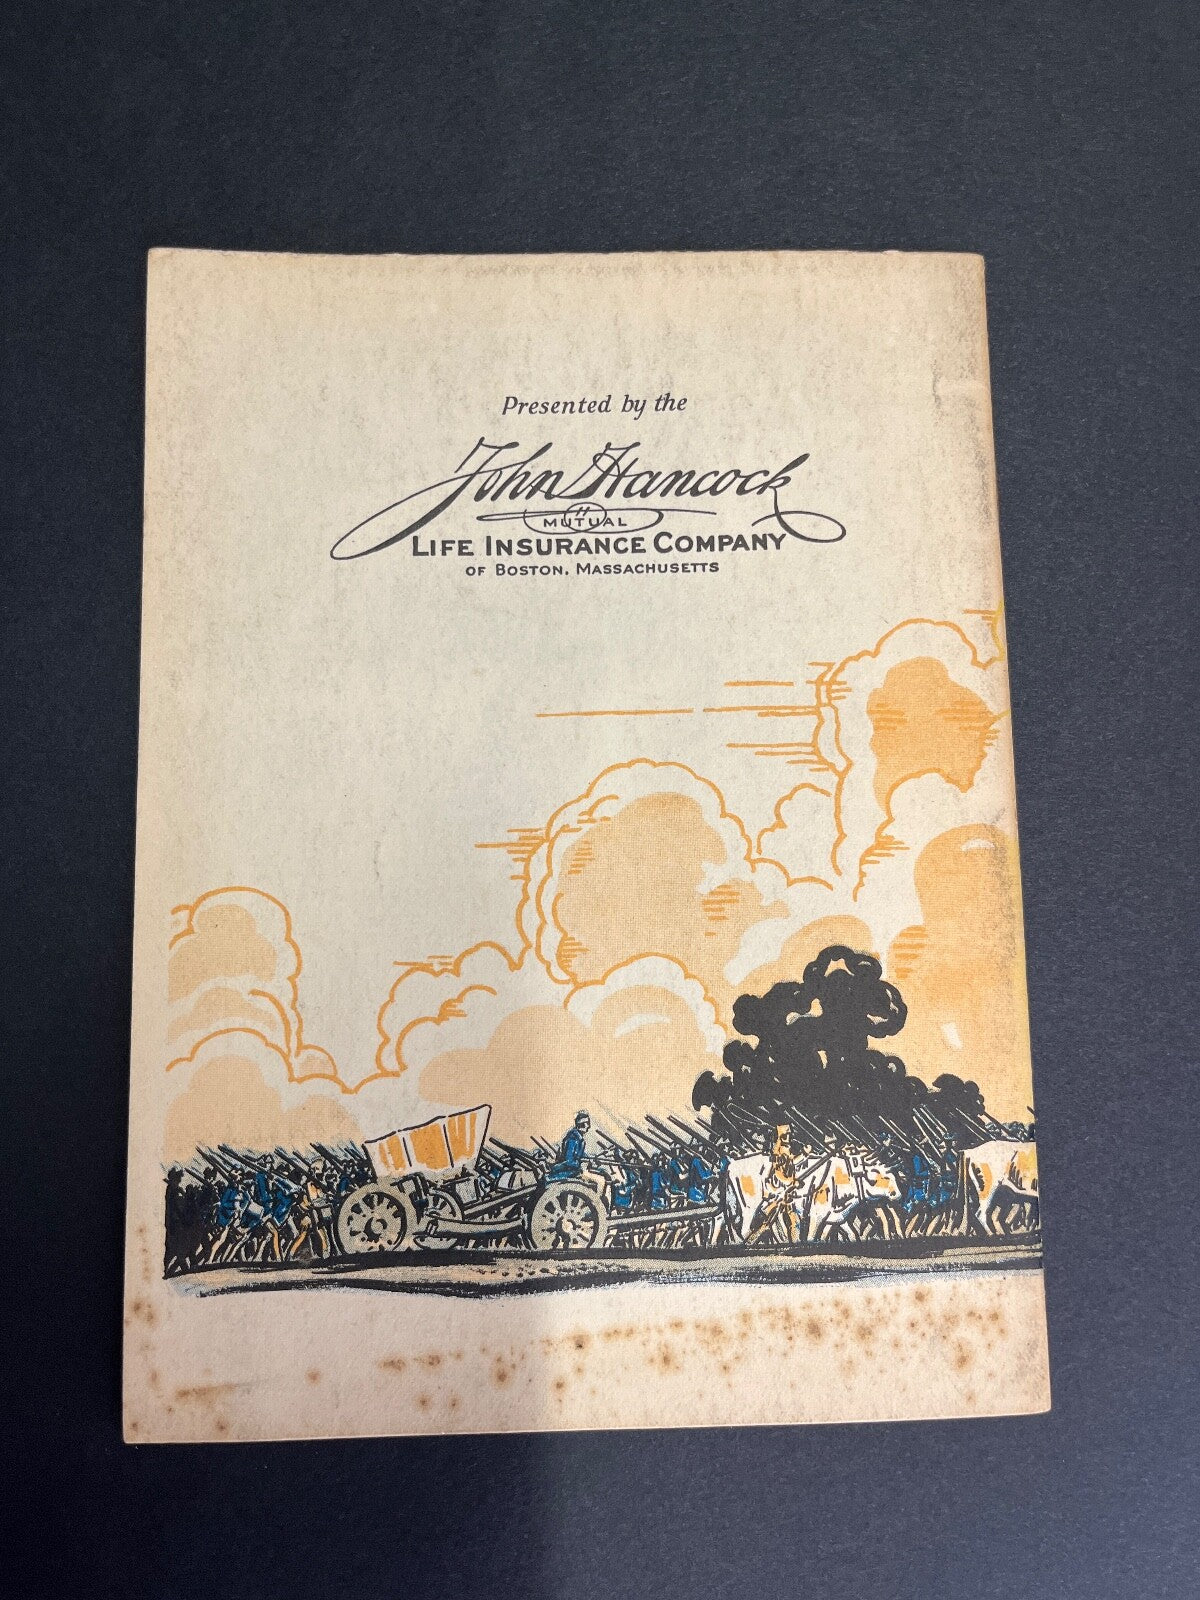 Presented by the
John Hancock
MUTUAL
LIFE INSURANCE COMPANY
OF BOSTON, MASSACHUSETTS